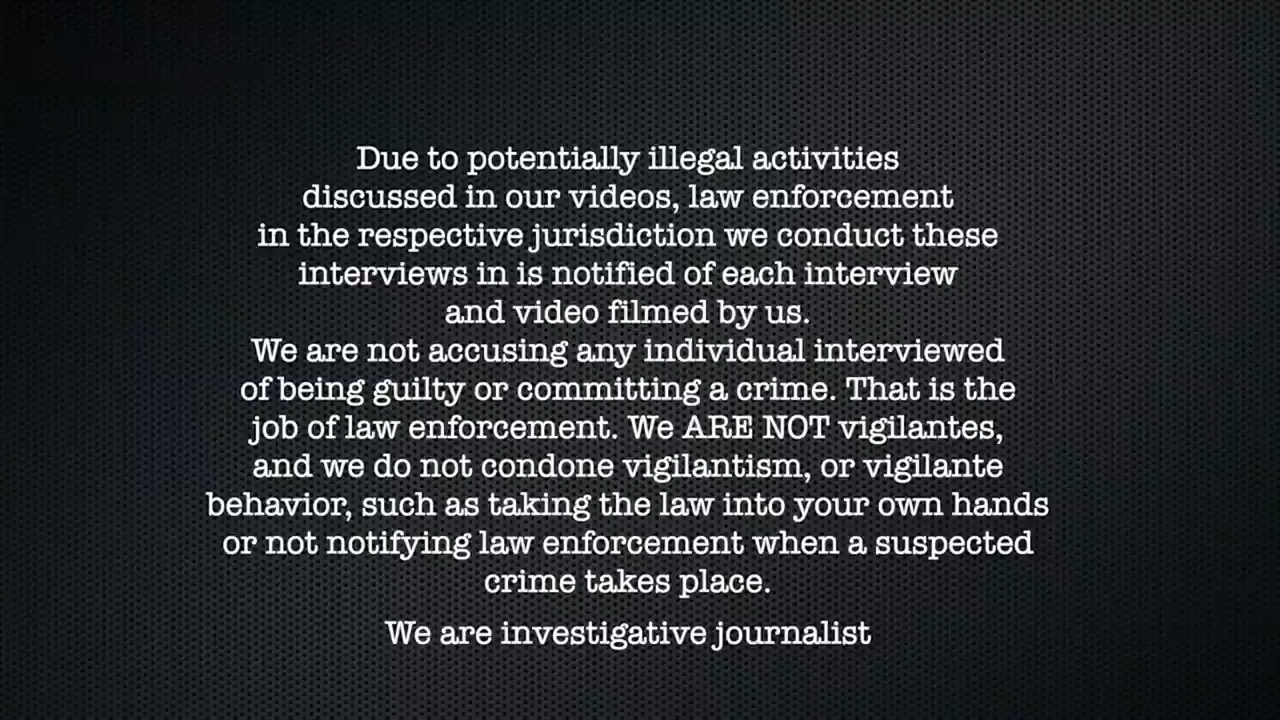 Due to potentially illegal activities
discussed in our videos, law enforcement
in the respective jurisdiction we conduct these
interviews in is notified of each interview
and video filmed by us.
We are not accusing any individual interviewed
of being guilty or committing a crime. That is the
job of law enforcement. We ARE NOT vigilantes,
and we do not condone vigilantism, or vigilante
behavior, such as taking the law into your own hands
or not notifying law enforcement when a suspected
crime takes place.
We are investigative journalist